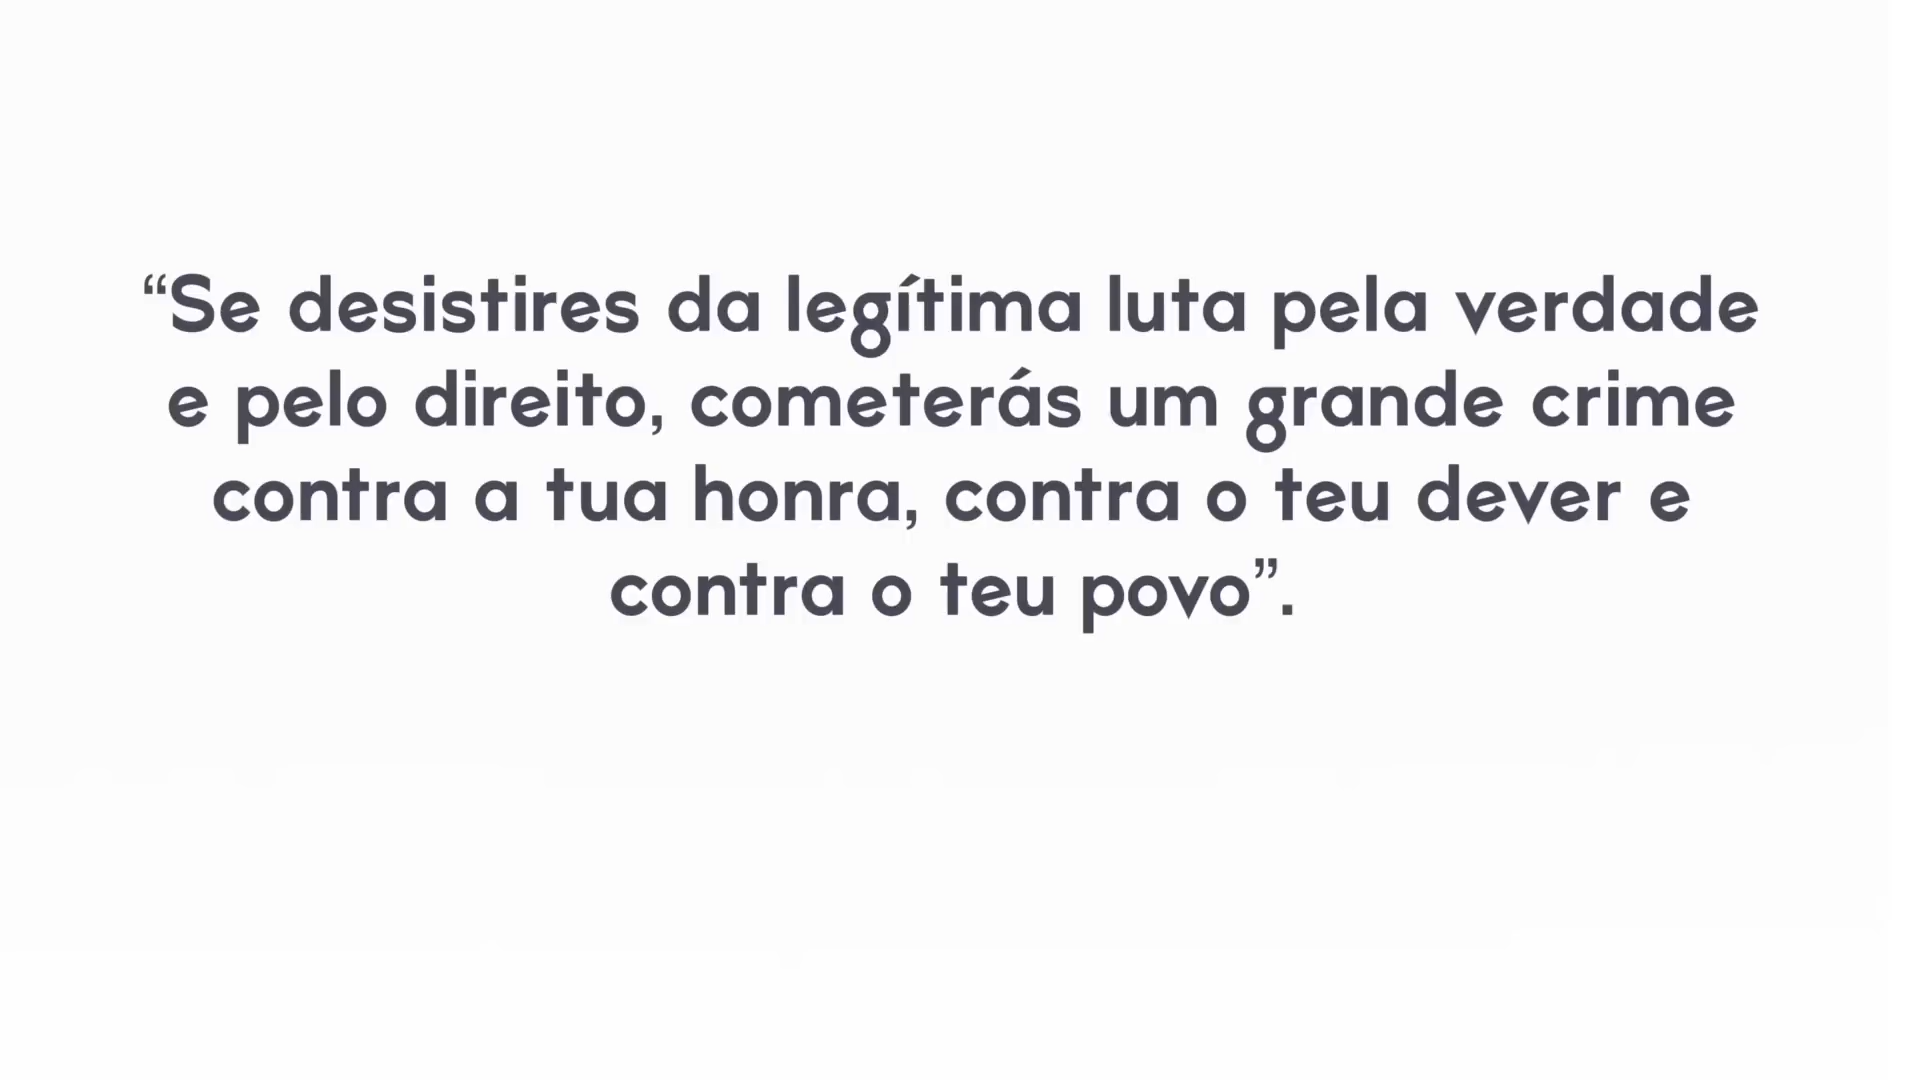 “Se desistires da legítima luta pela verdade
e pelo direito, cometerás um grande crime
contra a tua honra, contra o teu dever e
contra o teu povo”.